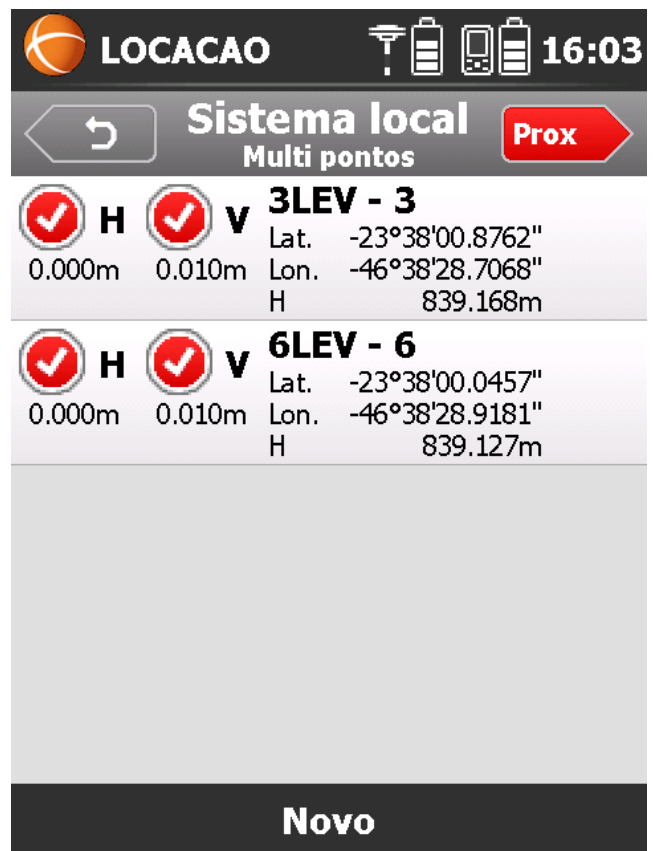 LOCACAO 16:03
Sistema local
Multi pontos
Prox
H V 3LEV - 3
Lat. -23°38'00.8762"
0.000m 0.010m Lon. -46°38'28.7068"
H 839.168m
H V 6LEV - 6
Lat. -23°38'00.0457"
0.000m 0.010m Lon. -46°38'28.9181"
H 839.127m
Novo